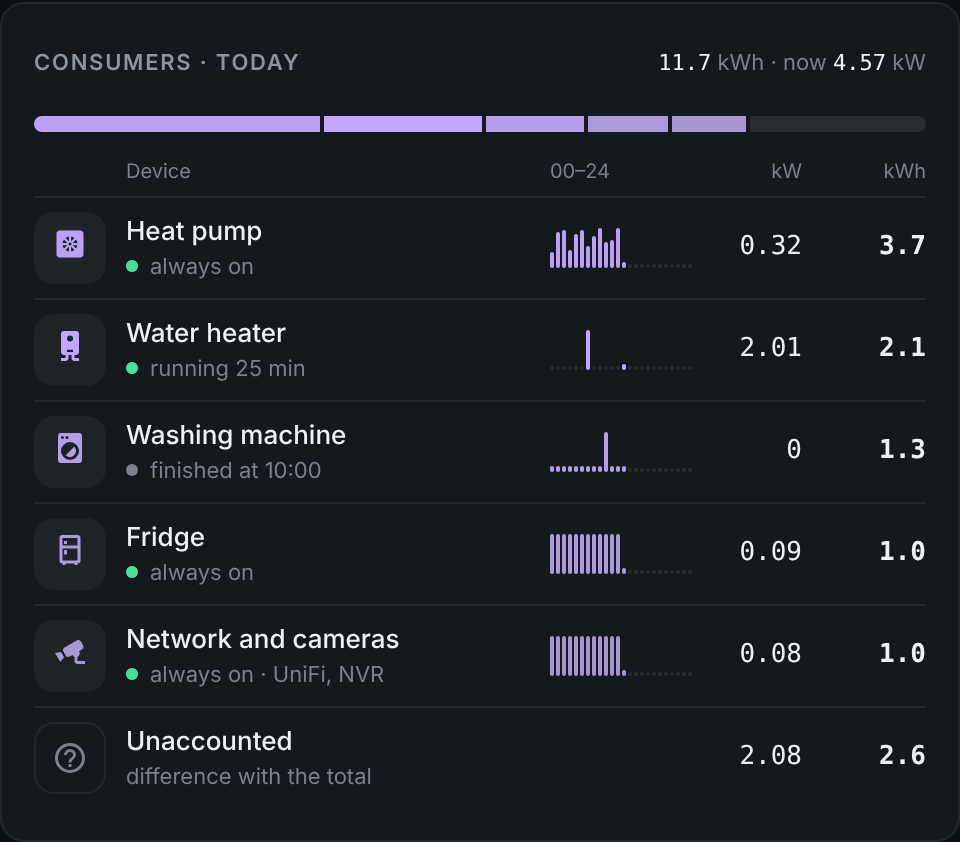 CONSUMERS · TODAY
11.7 kWh · now 4.57 kW
Device 00–24 kW kWh
Heat pump
always on
0.32 3.7
Water heater
running 25 min
2.01 2.1
Washing machine
finished at 10:00
0 1.3
Fridge
always on
0.09 1.0
Network and cameras
always on · UniFi, NVR
0.08 1.0
Unaccounted
difference with the total
2.08 2.6